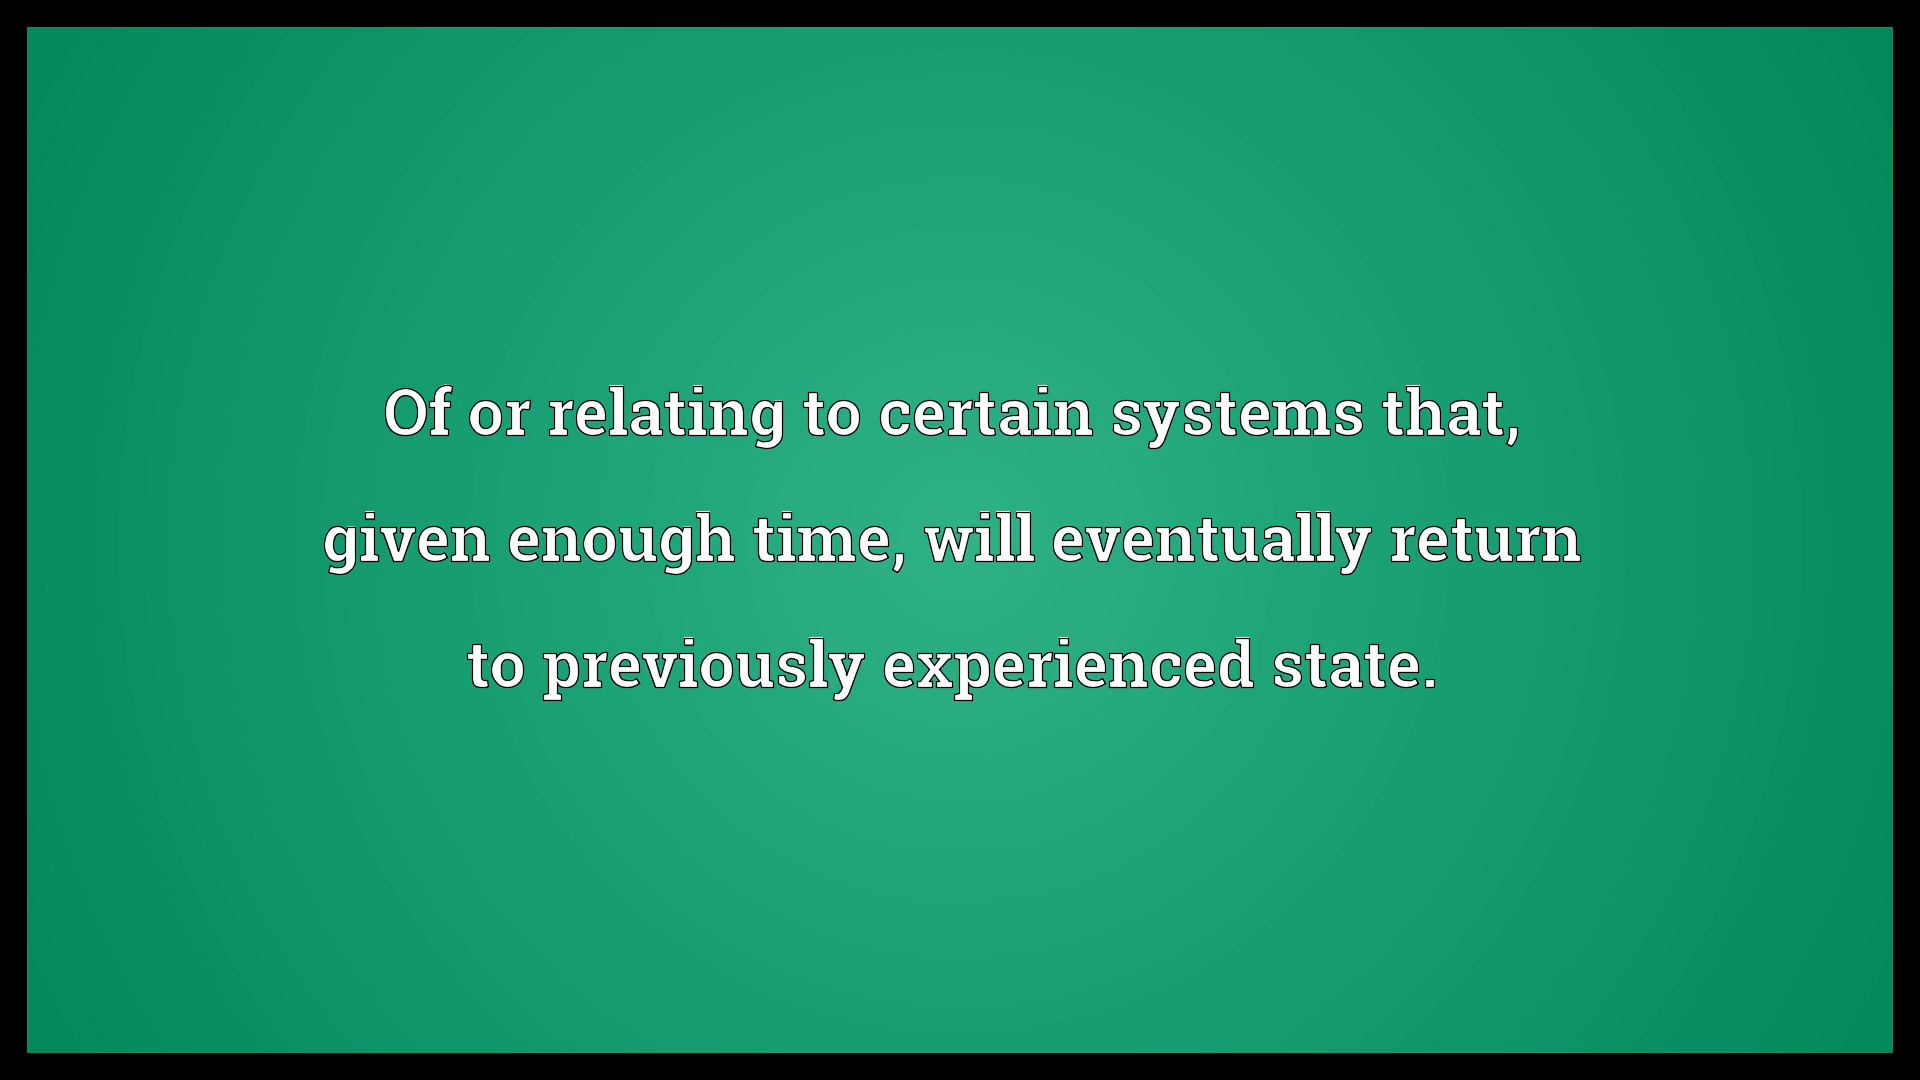 Of or relating to certain systems that,
given enough time, will eventually return
to previously experienced state.